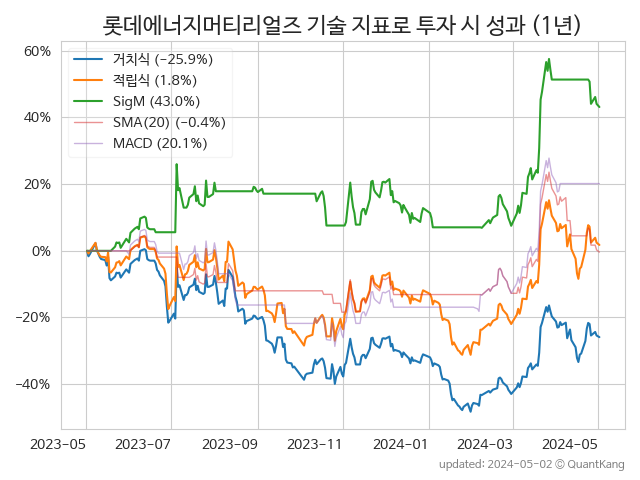 롯데에너지머티리얼즈 기술 지표로 투자 시 성과 (1년)
60%
40%
20%
0%
−20%
−40%
거치식 (−25.9%)
적립식 (1.8%)
SigM (43.0%)
SMA(20) (−0.4%)
MACD (20.1%)
2023-05
2023-07
2023-09
2023-11
2024-01
2024-03
2024-05
updated: 2024-05-02 © QuantKang